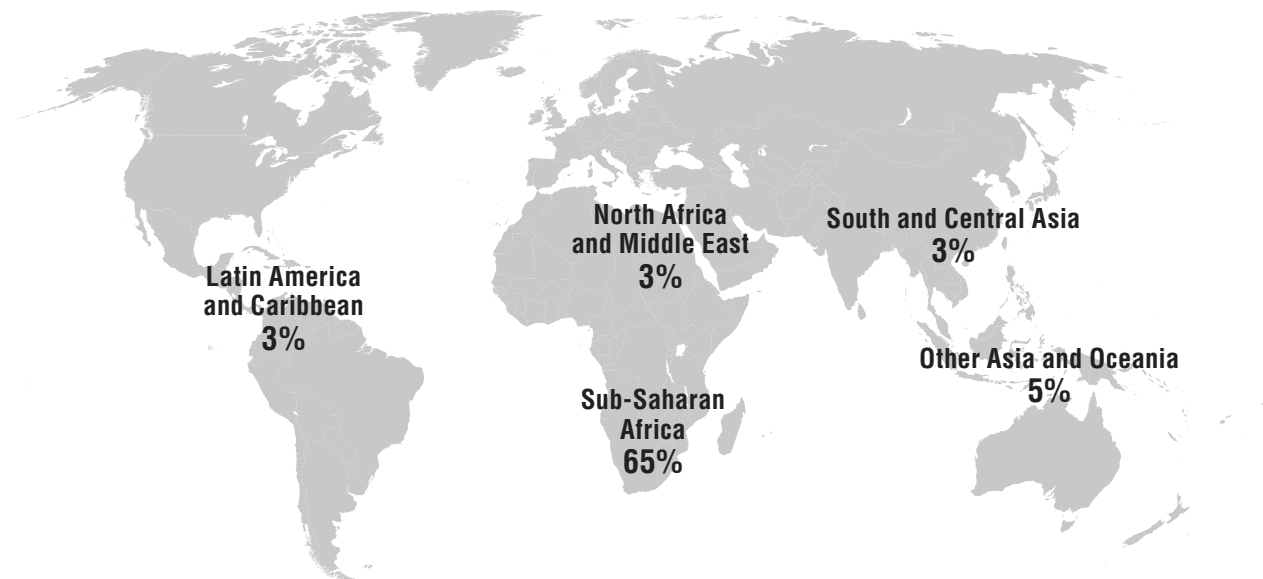 North Africa
and Middle East
3%
South and Central Asia
3%
Latin America
and Caribbean
3%
Other Asia and Oceania
5%
Sub-Saharan
Africa
65%